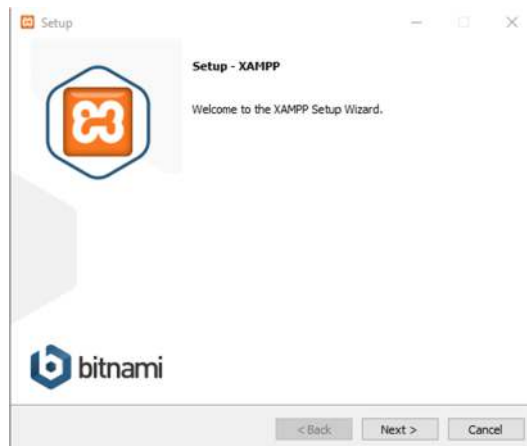 Setup
Setup - XAMPP
Welcome to the XAMPP Setup Wizard.
bitnami
< Back
Next >
Cancel